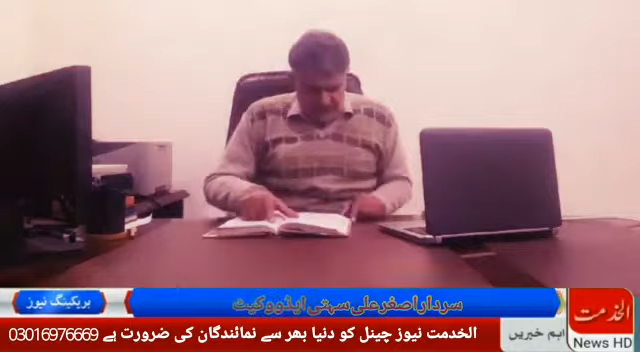 بریکینگ نیوز
سردار اصغر علی سہتی ایڈووکیٹ
الخدمت نیوز چینل کو دنیا بھر سے نمائندگان کی ضرورت ہے 03016976669
اہم خبریں
الخدمت
News HD